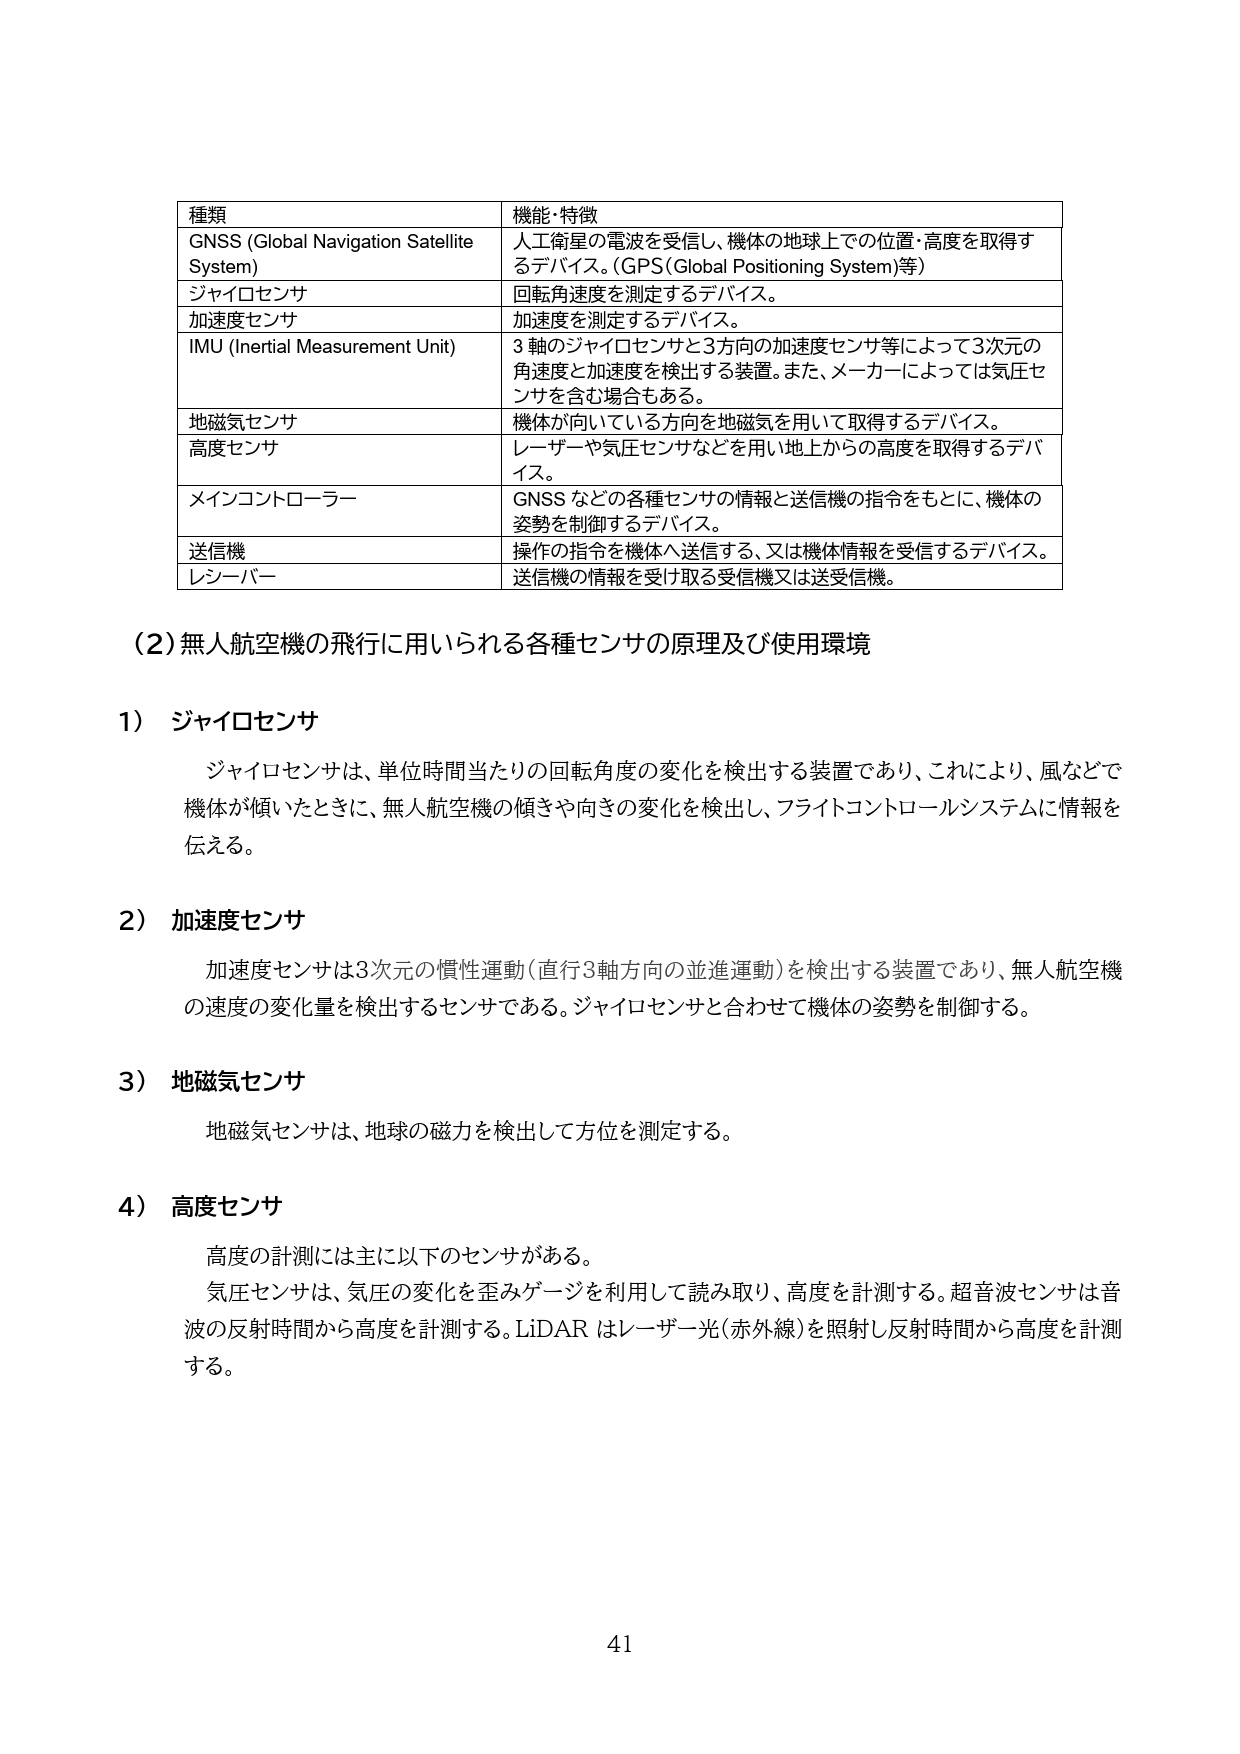 種類 機能・特徴
GNSS (Global Navigation Satellite System) 人工衛星の電波を受信し、機体の地球上での位置・高度を取得す
るデバイス。（GPS（Global Positioning System)等）
ジャイロセンサ 回転角速度を測定するデバイス。
加速度センサ 加速度を測定するデバイス。
IMU (Inertial Measurement Unit) 3 軸のジャイロセンサと3方向の加速度センサ等によって3次元の
角速度と加速度を検出する装置。また、メーカーによっては気圧セ
ンサを含む場合もある。
地磁気センサ 機体が向いている方向を地磁気を用いて取得するデバイス。
高度センサ レーザーや気圧センサなどを用い地上からの高度を取得するデバ
イス。
メインコントローラー GNSS などの各種センサの情報と送信機の指令をもとに、機体の
姿勢を制御するデバイス。
送信機 操作の指令を機体へ送信する、又は機体情報を受信するデバイス。
レシーバー 送信機の情報を受け取る受信機又は送受信機。
（2）無人航空機の飛行に用いられる各種センサの原理及び使用環境
1） ジャイロセンサ
ジャイロセンサは、単位時間当たりの回転角度の変化を検出する装置であり、これにより、風などで
機体が傾いたときに、無人航空機の傾きや向きの変化を検出し、フライトコントロールシステムに情報を
伝える。
2） 加速度センサ
加速度センサは3次元の慣性運動（直行3軸方向の並進運動）を検出する装置であり、無人航空機
の速度の変化量を検出するセンサである。ジャイロセンサと合わせて機体の姿勢を制御する。
3） 地磁気センサ
地磁気センサは、地球の磁力を検出して方位を測定する。
4） 高度センサ
高度の計測には主に以下のセンサがある。
気圧センサは、気圧の変化を歪みゲージを利用して読み取り、高度を計測する。超音波センサは音
波の反射時間から高度を計測する。LiDAR はレーザー光（赤外線）を照射し反射時間から高度を計測
する。
41